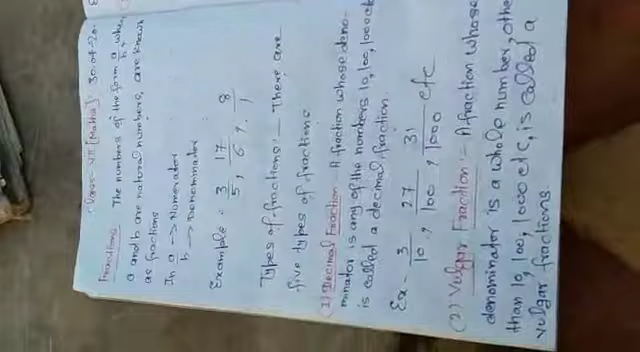 Class- VII [Maths] 30-04-20
Fractions The numbers of the form a/b, where,
a and b are natural numbers, are known
as fractions
In a → Numerator
b → Denominator
Example : 3/5, 17/6, 8/1
Types of fractions :- There are
five types of fractions
(1) Decimal Fraction - A fraction whose deno-
minator is any of the numbers 10, 100, 1000 etc
is called a decimal fraction.
Ex - 3/10, 27/100, 31/1000 etc
(2) Vulgar Fraction :- A fraction whose
denominator is a whole number, othe
than 10, 100, 1000 etc, is called a
vulgar fractions.